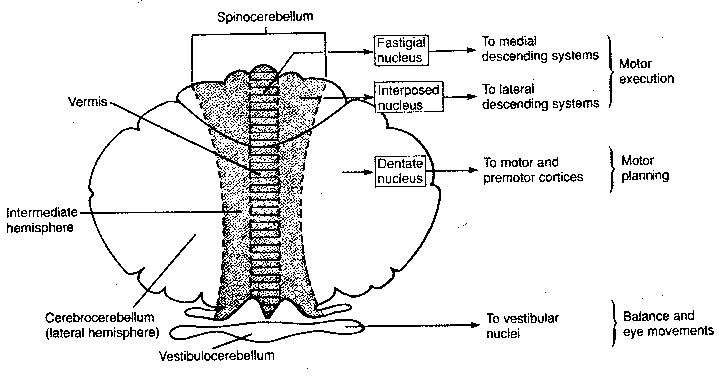 Spinocerebellum
Fastigial
nucleus
To medial
descending systems
Motor
execution
Interposed
nucleus
To lateral
descending systems
Vermis
Dentate
nucleus
To motor and
premotor cortices
Motor
planning
Intermediate
hemisphere
Cerebrocerebellum
(lateral hemisphere)
Vestibulocerebellum
To vestibular
nuclei
Balance and
eye movements